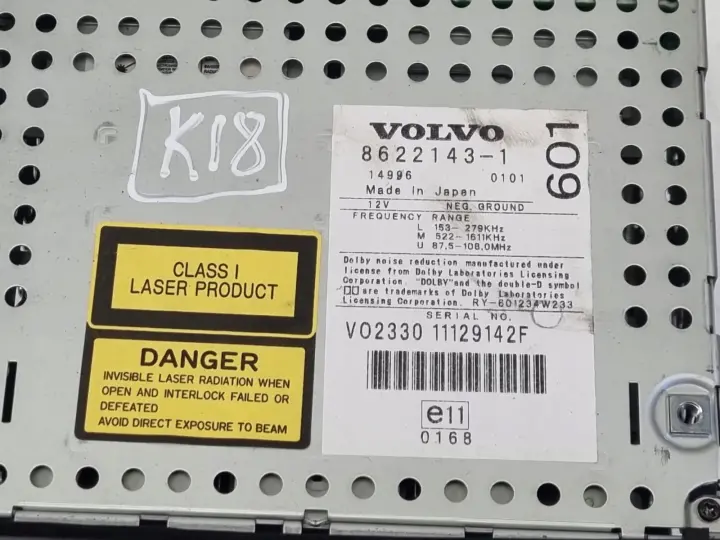 K18
VOLVO
8622143-1
14996 0101
Made in Japan
601
12V NEG. GROUND
FREQUENCY RANGE
L 153- 279KHz
M 522-1611KHz
U 87.5-108.0MHz
Dolby noise reduction manufactured under
license from Dolby Laboratories Licensing
Corporation. "DOLBY"and the double-D symbol
are trademarks of Dolby Laboratories
Licensing Corporation. RY-60123AW233
SERIAL NO.
VO2330 11129142F
e11
0168
CLASS I
LASER PRODUCT
DANGER
INVISIBLE LASER RADIATION WHEN
OPEN AND INTERLOCK FAILED OR
DEFEATED
AVOID DIRECT EXPOSURE TO BEAM